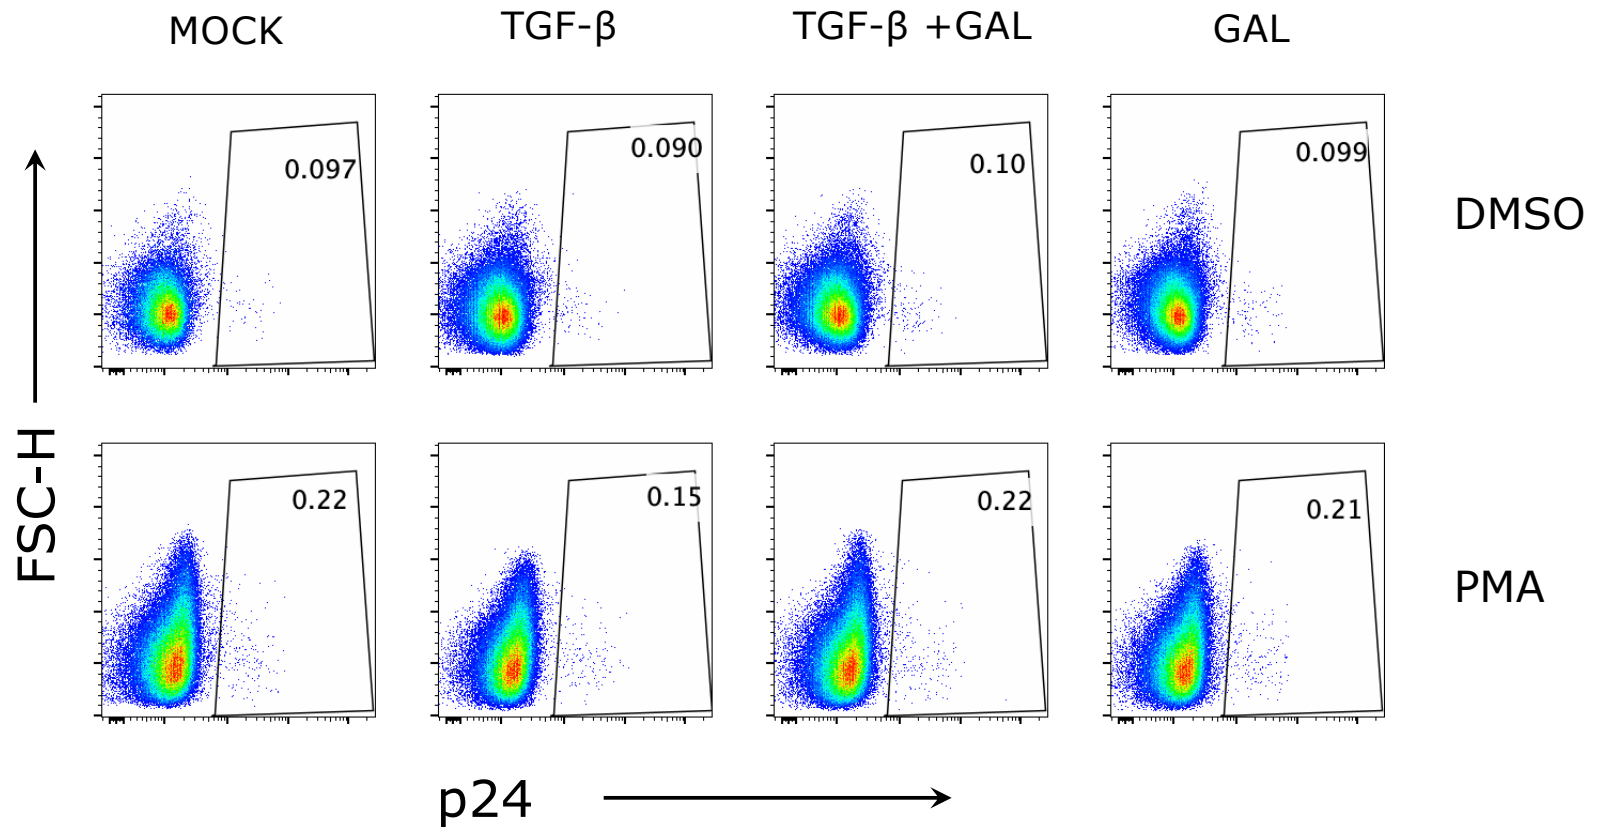 MOCK
TGF-β
TGF-β +GAL
GAL
0.097
0.090
0.10
0.099
DMSO
0.22
0.15
0.22
0.21
PMA
FSC-H
p24